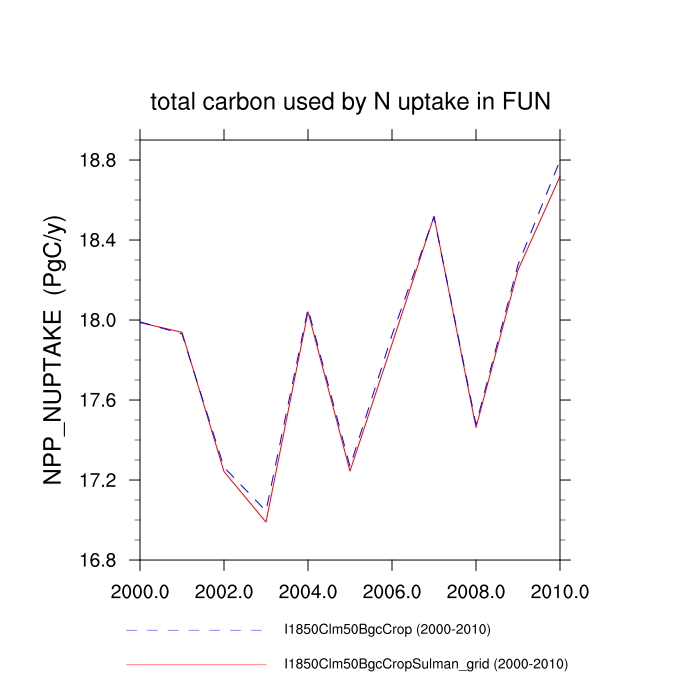 total carbon used by N uptake in FUN
NPP_NUPTAKE (PgC/y)
18.8
18.4
18.0
17.6
17.2
16.8
2000.0 2002.0 2004.0 2006.0 2008.0 2010.0
I1850Clm50BgcCrop (2000-2010)
I1850Clm50BgcCropSulman_grid (2000-2010)